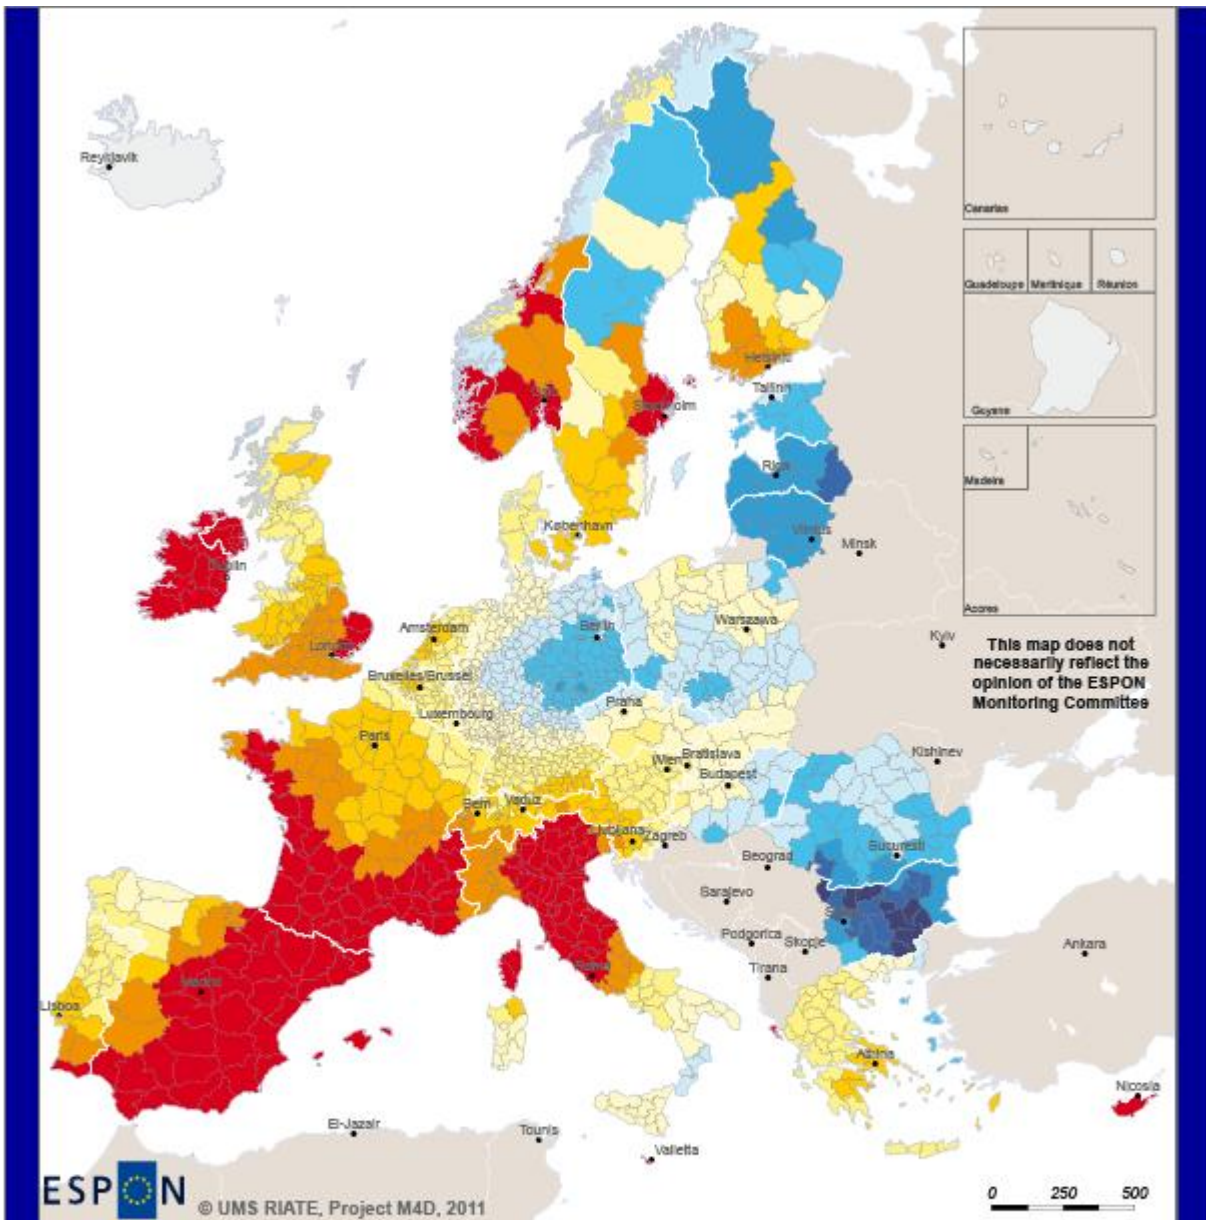 Reykjavik
Canarias
Guadeloupe Martinique Réunion
Guyane
Madeira
Acores
This map does not
necessarily reflect the
opinion of the ESPON
Monitoring Committee
Helsinki
Tallinn
Stockholm
Riga
Vilnius
Minsk
København
Dublin
Amsterdam
Berlin
Warszawa
Kyiv
London
Bruxelles/Brussel
Praha
Luxembourg
Paris
Wien
Bratislava
Budapest
Kishinev
Bern
Vaduz
Ljubljana
Zagreb
Beograd
Bucuresti
Sarajevo
Podgorica
Skopje
Tirana
Ankara
Roma
Madrid
Lisboa
Athina
Nicosia
El-Jazair
Tounis
Valletta
ESPON
© UMS RIATE, Project M4D, 2011
0 250 500